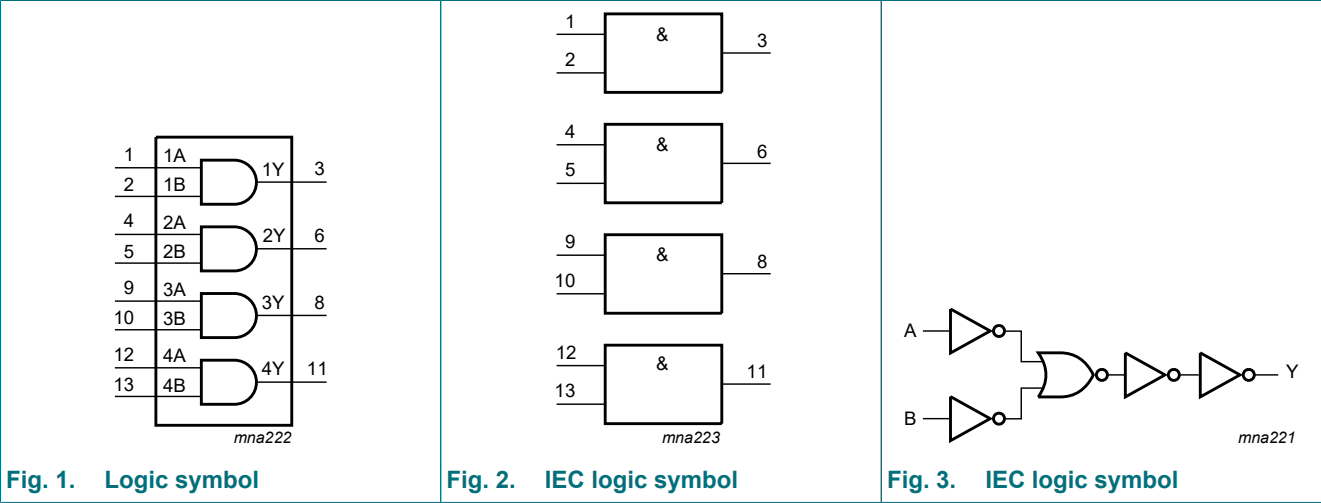 1 1A 1Y 3
2 1B
4 2A 2Y 6
5 2B
9 3A 3Y 8
10 3B
12 4A 4Y 11
13 4B
mna222
Fig. 1. Logic symbol
1 & 3
2
4 & 6
5
9 & 8
10
12 & 11
13
mna223
Fig. 2. IEC logic symbol
A
Y
B
mna221
Fig. 3. IEC logic symbol